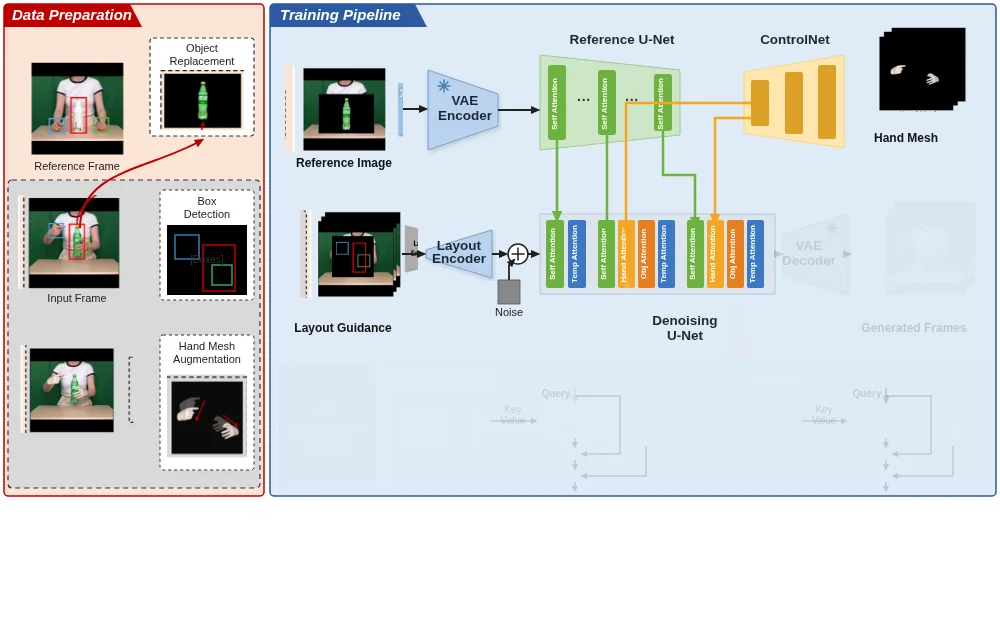 Data Preparation
Object
Replacement
Reference Frame
Box
Detection
[Boxes]
Input Frame
Hand Mesh
Augmentation
Training Pipeline
Reference U-Net
ControlNet
VAE
Encoder
Self Attention
...
Self Attention
...
Self Attention
Hand Mesh
Reference Image
Layout
Encoder
Noise
Layout Guidance
Self Attention
Temp Attention
Self Attention
Hand Attention
Obj Attention
Temp Attention
Self Attention
Hand Attention
Obj Attention
Temp Attention
VAE
Decoder
Denoising
U-Net
Generated Frames
Query
Key
Value
Query
Key
Value